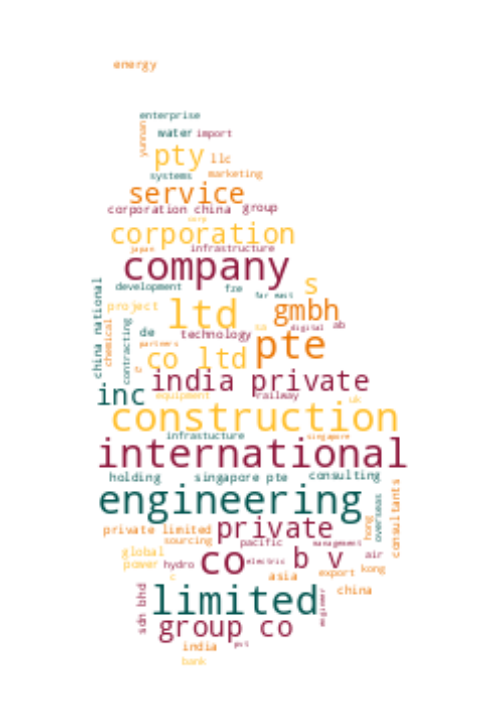 energy
enterprise
yunnan
water
import
pty
llc
systems
marketing
service
corporation china
group
corp
corporation
japan
infrastructure
company
china national
development
fze
far east
s
chemical
project
ltd
gmbh
contracting
de
technology
sa
digital
ab
partners
co ltd
pte
india private
inc
equipment
railway
uk
construction
infrastucture
singapore
international
holding
singapore pte
consulting
engineering
overseas
consultants
private limited
private
hong
sourcing
pacific
management
global
co
b v
air
power
hydro
electric
asia
export
kong
c
sdn bhd
limited
engineer
china
group co
india
pvt
bank